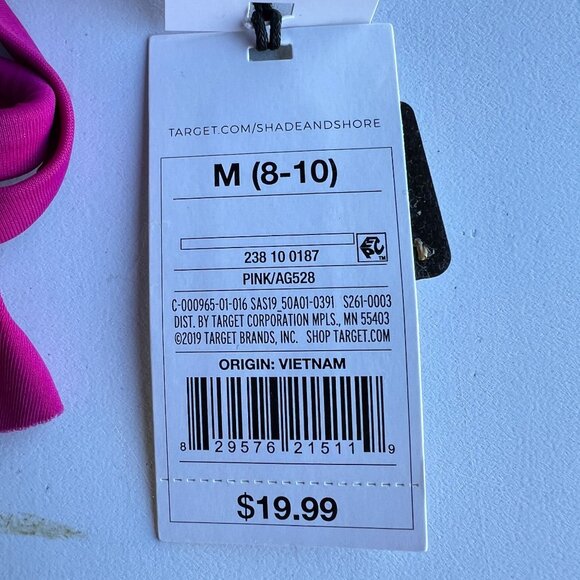 TARGET.COM/SHADEANDSHORE
M (8-10)
238 10 0187
PINK/AG528
C-000965-01-016 SAS19_50A01-0391 S261-0003
DIST. BY TARGET CORPORATION MPLS., MN 55403
©2019 TARGET BRANDS, INC. SHOP TARGET.COM
ORIGIN: VIETNAM
8 29576 21511 9
$19.99